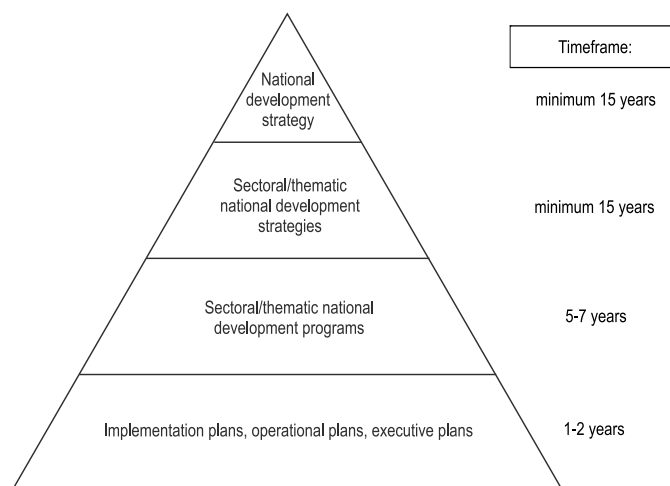 Timeframe:
National
development
strategy
minimum 15 years
Sectoral/thematic
national development
strategies
minimum 15 years
Sectoral/thematic national
development programs
5-7 years
Implementation plans, operational plans, executive plans
1-2 years